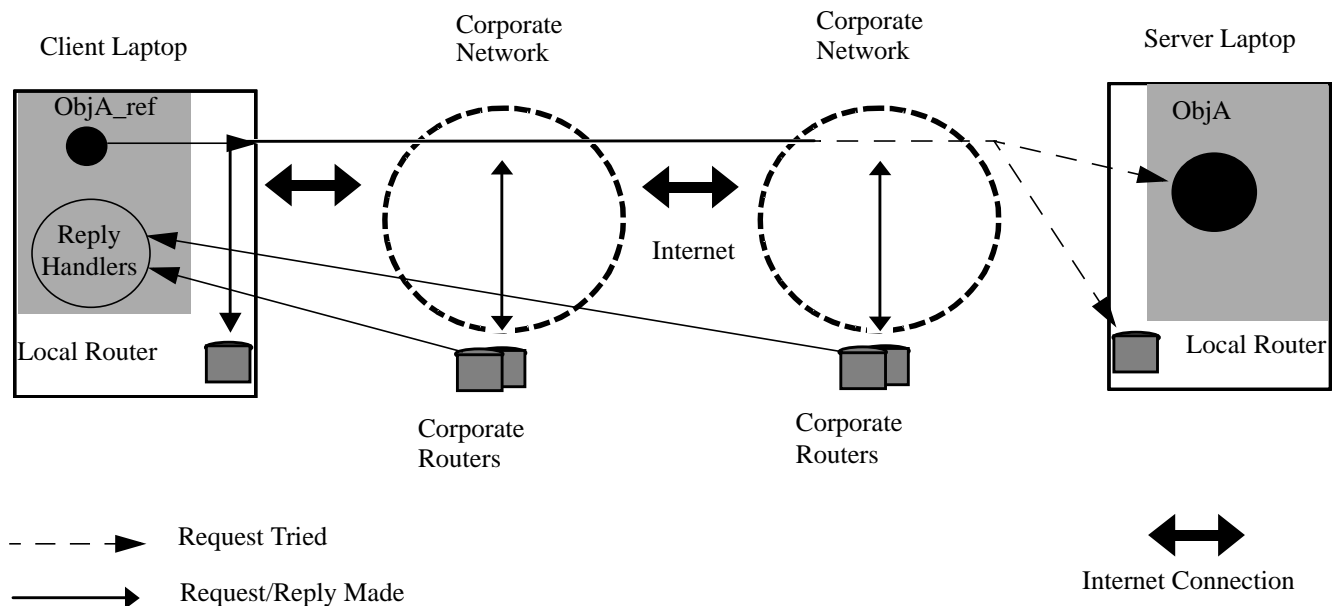 Client Laptop
Corporate
Network
Corporate
Network
Server Laptop
ObjA_ref
ObjA
Reply
Handlers
Internet
Local Router
Local Router
Corporate
Routers
Corporate
Routers
Request Tried
Request/Reply Made
Internet Connection